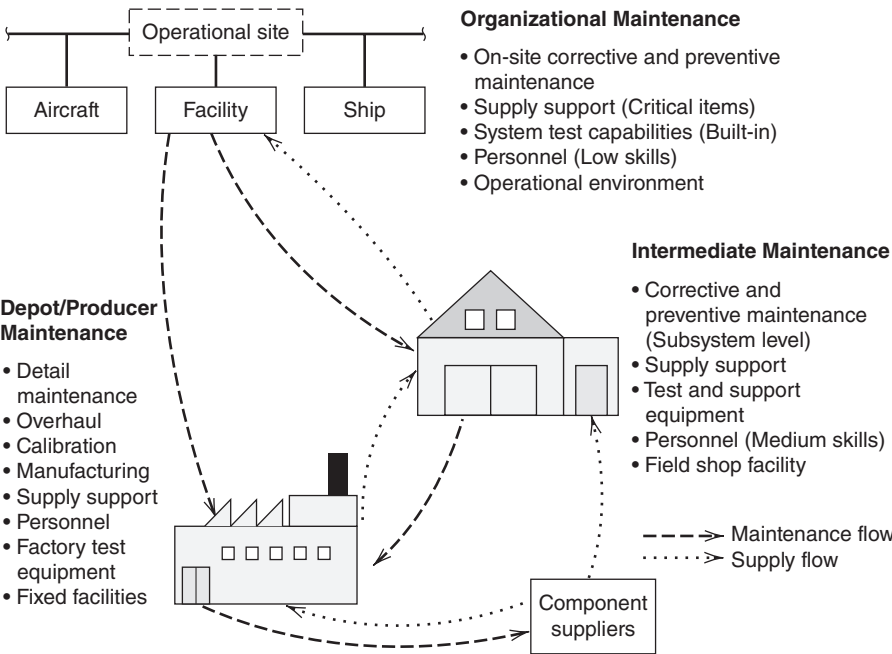 Operational site
Aircraft
Facility
Ship
Organizational Maintenance
• On-site corrective and preventive
maintenance
• Supply support (Critical items)
• System test capabilities (Built-in)
• Personnel (Low skills)
• Operational environment
Intermediate Maintenance
• Corrective and
preventive maintenance
(Subsystem level)
• Supply support
• Test and support
equipment
• Personnel (Medium skills)
• Field shop facility
Depot/Producer
Maintenance
• Detail
maintenance
• Overhaul
• Calibration
• Manufacturing
• Supply support
• Personnel
• Factory test
equipment
• Fixed facilities
Maintenance flow
Supply flow
Component
suppliers